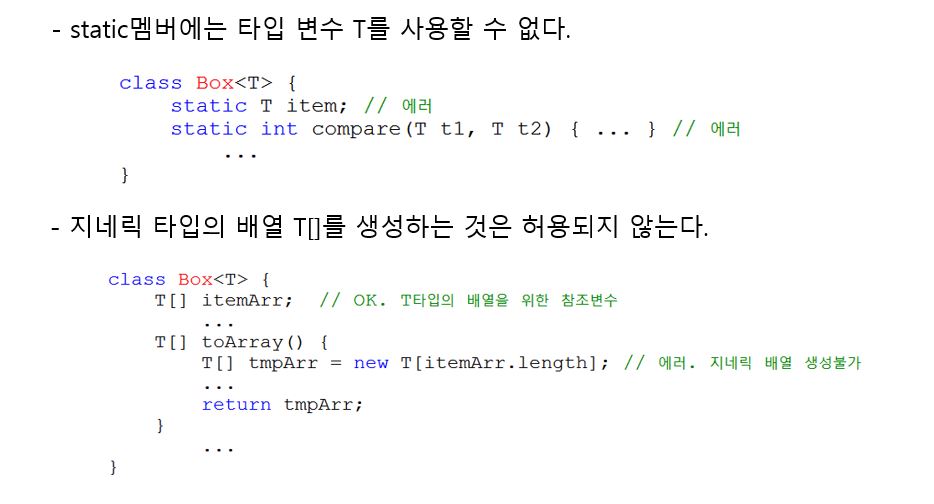 - static멤버에는 타입 변수 T를 사용할 수 없다.
class Box<T> {
static T item; // 에러
static int compare(T t1, T t2) { ... } // 에러
...
}
- 지네릭 타입의 배열 T[]를 생성하는 것은 허용되지 않는다.
class Box<T> {
T[] itemArr; // OK. T타입의 배열을 위한 참조변수
...
T[] toArray() {
T[] tmpArr = new T[itemArr.length]; // 에러. 지네릭 배열 생성불가
...
return tmpArr;
}
...
}